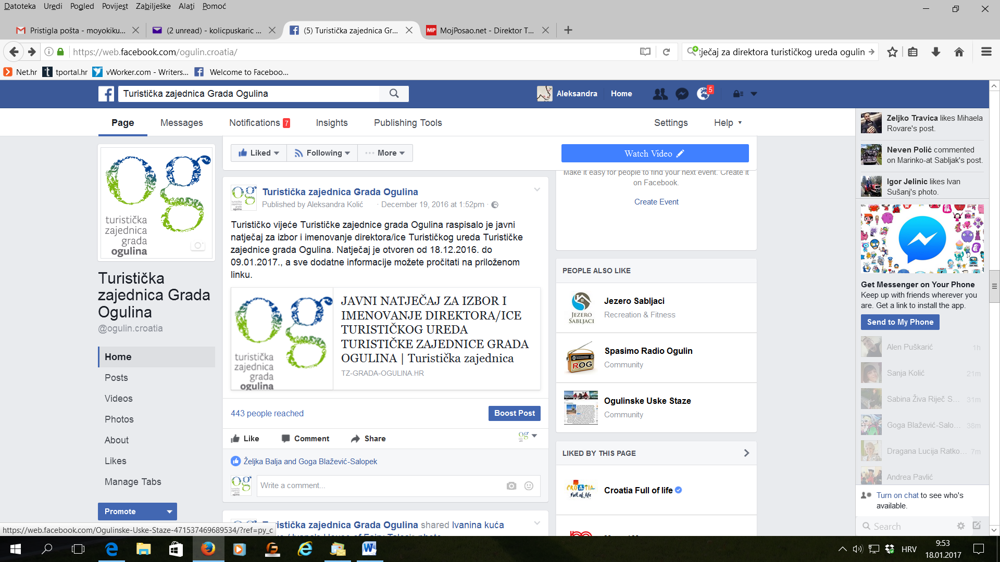 Datoteka Uredi Pogled Povijest Zabilješke Alati Pomoć
Pristigla pošta - moyokiku...
(2 unread) - kolicpuskaric ...
(5) Turistička zajednica Gr...
MojPosao.net - Direktor T...
https://web.facebook.com/ogulin.croatia/
tječaj za direktora turističkog ureda ogulin
Net.hr
tportal.hr
vWorker.com - Writers...
Welcome to Faceboo...
Turistička zajednica Grada Ogulina
Aleksandra
Home
5
Page
Messages
Notifications 7
Insights
Publishing Tools
Settings
Help
turistička
zajednica
grada
ogulina
Turistička
zajednica Grada
Ogulina
@ogulin.croatia
Home
Posts
Videos
Photos
About
Likes
Manage Tabs
Promote
Liked
Following
More
Watch Video
Turistička zajednica Grada Ogulina
Published by Aleksandra Kolić · December 19, 2016 at 1:52pm ·
Turističko vijeće Turističke zajednice grada Ogulina raspisalo je javni
natječaj za izbor i imenovanje direktora/ice Turističkog ureda Turističke
zajednice grada Ogulina. Natječaj je otvoren od 18.12.2016. do
09.01.2017., a sve dodatne informacije možete pročitati na priloženom
linku.
turistička
zajednica
grada
ogulina
JAVNI NATJEČAJ ZA IZBOR I
IMENOVANJE DIREKTORA/ICE
TURISTIČKOG UREDA
TURISTIČKE ZAJEDNICE GRADA
OGULINA | Turistička zajednica
TZ-GRADA-OGULINA.HR
443 people reached
Boost Post
Like
Comment
Share
Željka Balja and Goga Blažević-Salopek
Write a comment...
Turistička zajednica Grada Ogulina shared Ivanina kuća
Make it easy for people to find your next event. Create it
on Facebook.
Create Event
PEOPLE ALSO LIKE
JEZERO
SABLJACI
Jezero Sabljaci
Recreation & Fitness
ROG
Spasimo Radio Ogulin
Community
Ogulinske Uske Staze
Community
LIKED BY THIS PAGE
CROATIA
Full of life
Croatia Full of life
Zeljko Travica likes Mihaela
Rovare's post.
Neven Polić commented
on Marinko-at Sabljak's post.
Igor Jelinic likes Ivan
Sušanj's photo.
Get Messenger on Your Phone
Keep up with friends wherever you
are. Get a link to install the app.
Send to My Phone
Alen Puškarić 1h
Sanja Kolić 21m
Sabina Živa Riječ S... 31m
Goga Blažević-Salo... 38m
Dragana Lucija Ratko... 7m
Andrea Pavlić
Turn on chat to see who's
available.
Search
https://web.facebook.com/Ogulinske-Uske-Staze-471537469689534/?ref=py_c
HRV
9:53
18.01.2017